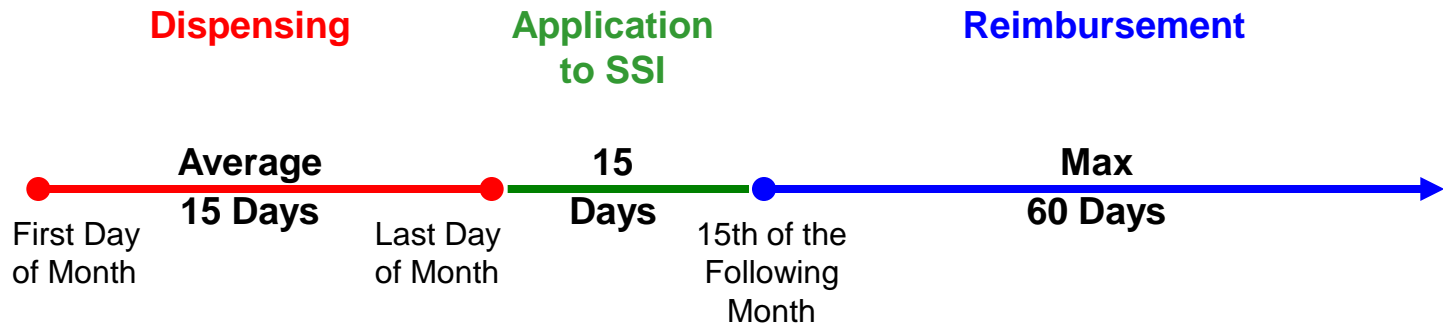 Dispensing
Application
to SSI
Reimbursement
Average
15 Days
15
Days
Max
60 Days
First Day
of Month
Last Day
of Month
15th of the
Following
Month